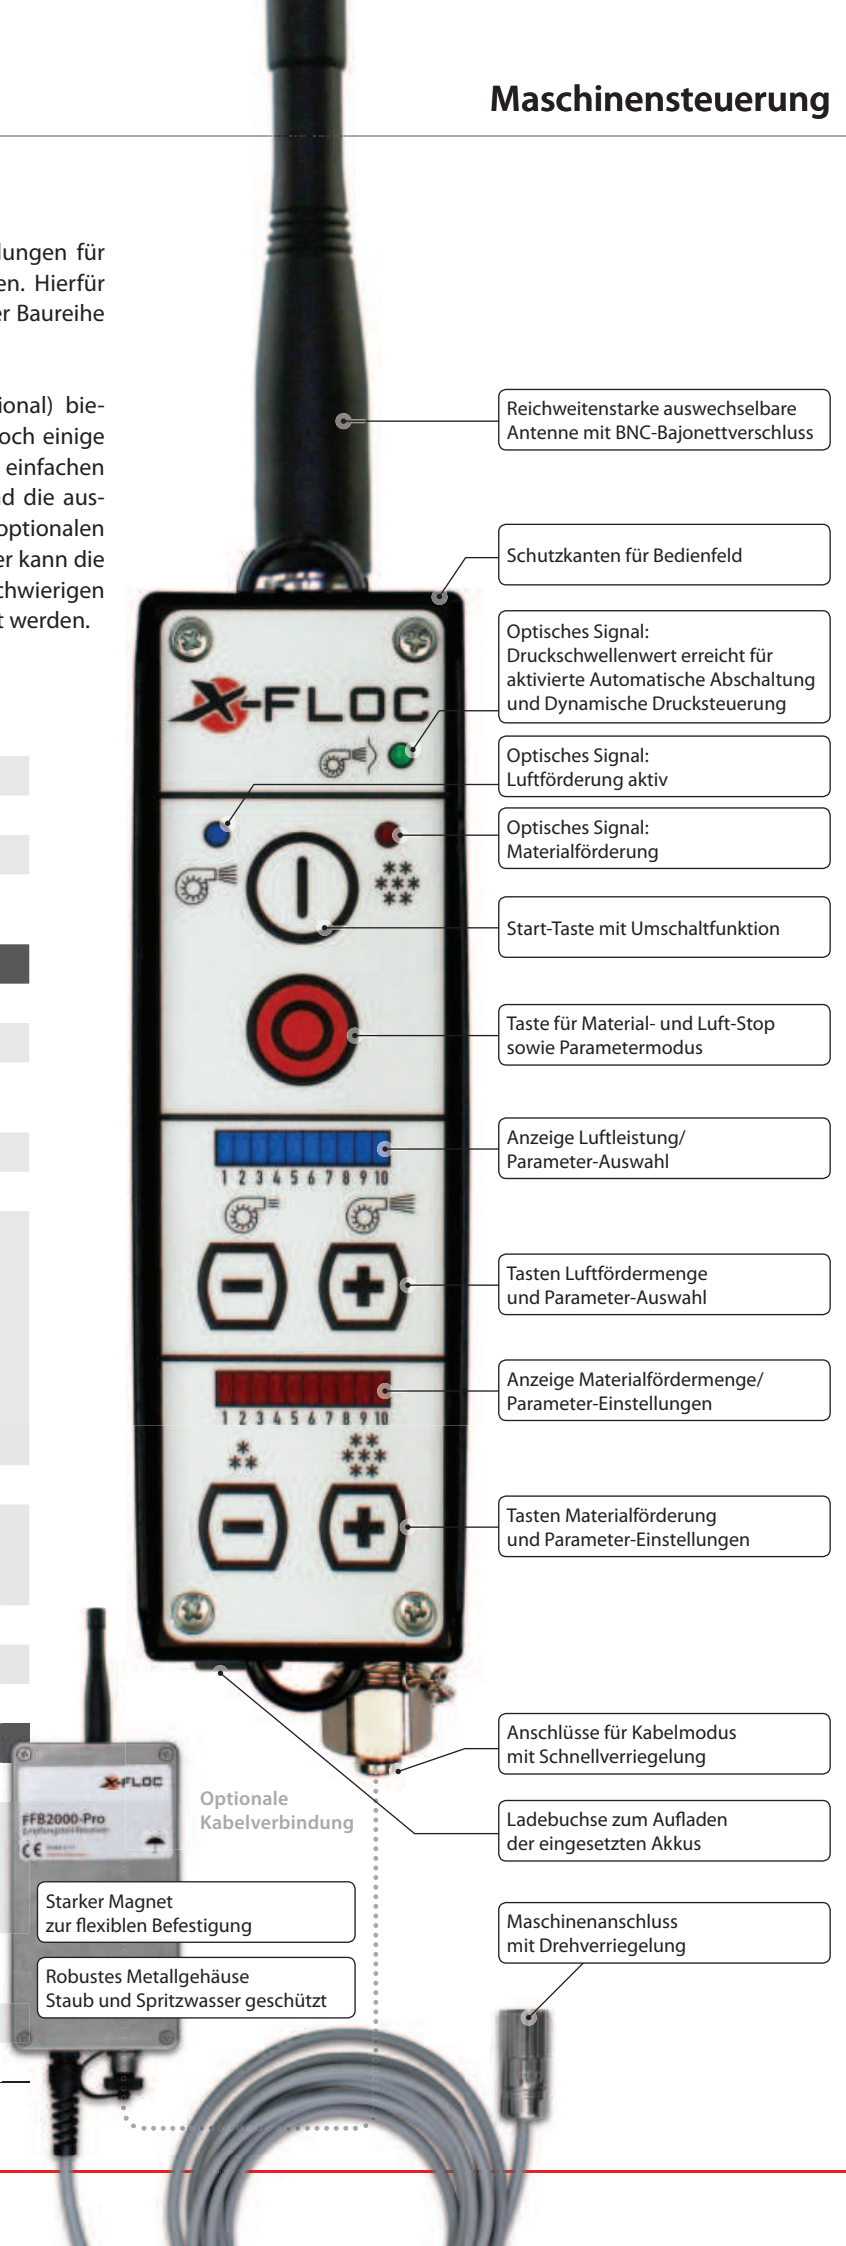 Maschinensteuerung
lungen für
en. Hierfür
er Baureihe
ional) bie-
och einige
einfachen
nd die aus-
optionalen
er kann die
chwierigen
t werden.
Reichweitenstarke auswechselbare
Antenne mit BNC-Bajonettverschluss
Schutzkanten für Bedienfeld
Optisches Signal:
Druckschwellenwert erreicht für
aktivierte Automatische Abschaltung
und Dynamische Drucksteuerung
X-FLOC
Optisches Signal:
Luftförderung aktiv
Optisches Signal:
Materialförderung
Start-Taste mit Umschaltfunktion
Taste für Material- und Luft-Stop
sowie Parametermodus
Anzeige Luftleistung/
Parameter-Auswahl
1 2 3 4 5 6 7 8 9 10
Tasten Luftfördermenge
und Parameter-Auswahl
Anzeige Materialfördermenge/
Parameter-Einstellungen
1 2 3 4 5 6 7 8 9 10
Tasten Materialförderung
und Parameter-Einstellungen
Anschlüsse für Kabelmodus
mit Schnellverriegelung
Optionale
Kabelverbindung
Ladebuchse zum Aufladen
der eingesetzten Akkus
X-FLOC
FFB2000-Pro
CE
Starker Magnet
zur flexiblen Befestigung
Robustes Metallgehäuse
Staub und Spritzwasser geschützt
Maschinenanschluss
mit Drehverriegelung